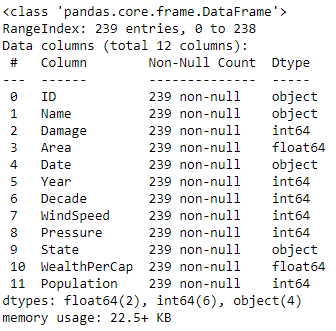 <class 'pandas.core.frame.DataFrame'>
RangeIndex: 239 entries, 0 to 238
Data columns (total 12 columns):
 #   Column        Non-Null Count  Dtype
---  ------        --------------  -----
 0   ID            239 non-null    object
 1   Name          239 non-null    object
 2   Damage        239 non-null    int64
 3   Area          239 non-null    float64
 4   Date          239 non-null    object
 5   Year          239 non-null    int64
 6   Decade        239 non-null    int64
 7   WindSpeed     239 non-null    int64
 8   Pressure      239 non-null    int64
 9   State         239 non-null    object
 10  WealthPerCap  239 non-null    float64
 11  Population    239 non-null    int64
dtypes: float64(2), int64(6), object(4)
memory usage: 22.5+ KB